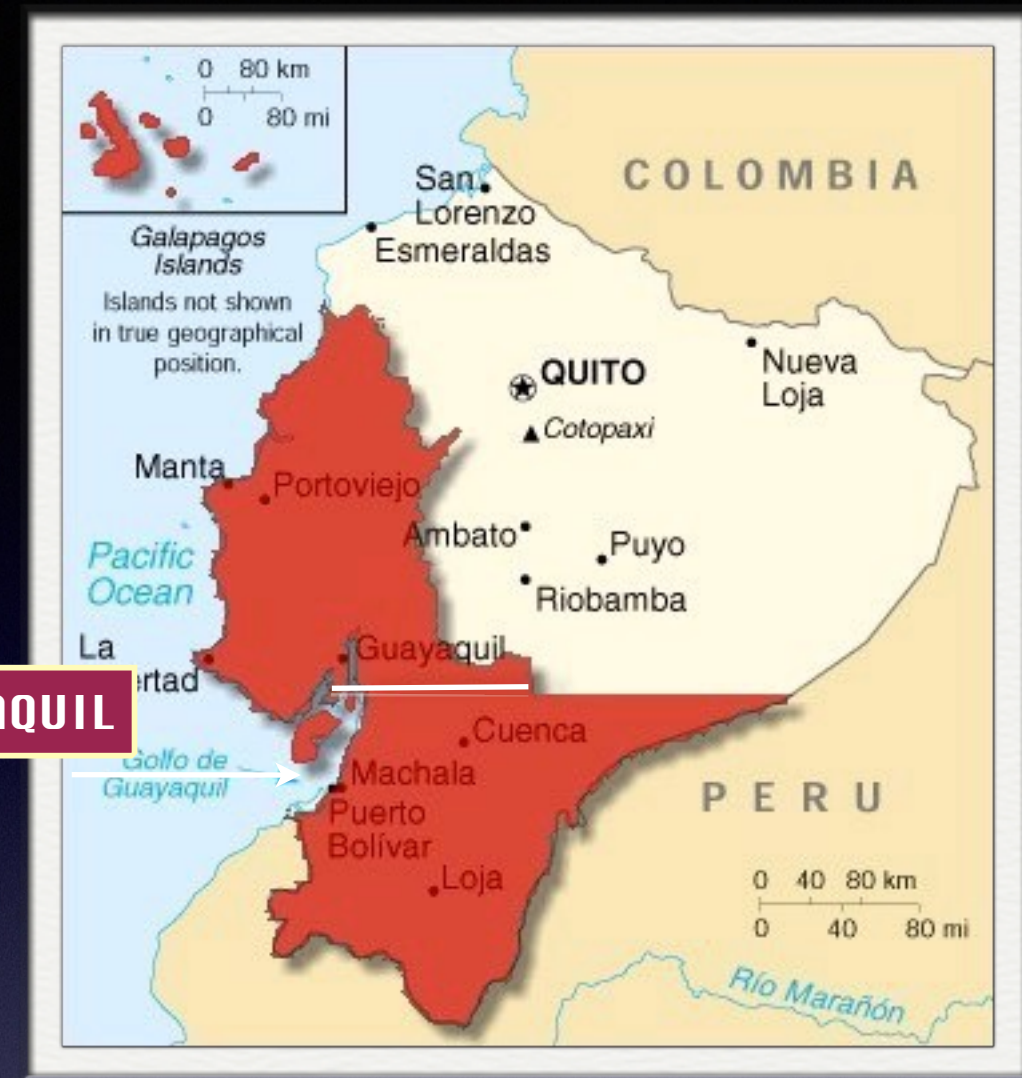 0 80 km
0 80 mi
Galapagos
Islands
Islands not shown
in true geographical
position.
San
Lorenzo
Esmeraldas
COLOMBIA
QUITO
Cotopaxi
Nueva
Loja
Manta
Portoviejo
Ambato
Puyo
Riobamba
Pacific
Ocean
La
ertad
Guayaquil
AQUIL
Cuenca
Golfo de
Guayaquil
Machala
Puerto
Bolívar
Loja
PERU
0 40 80 km
0 40 80 mi
Río Marañón